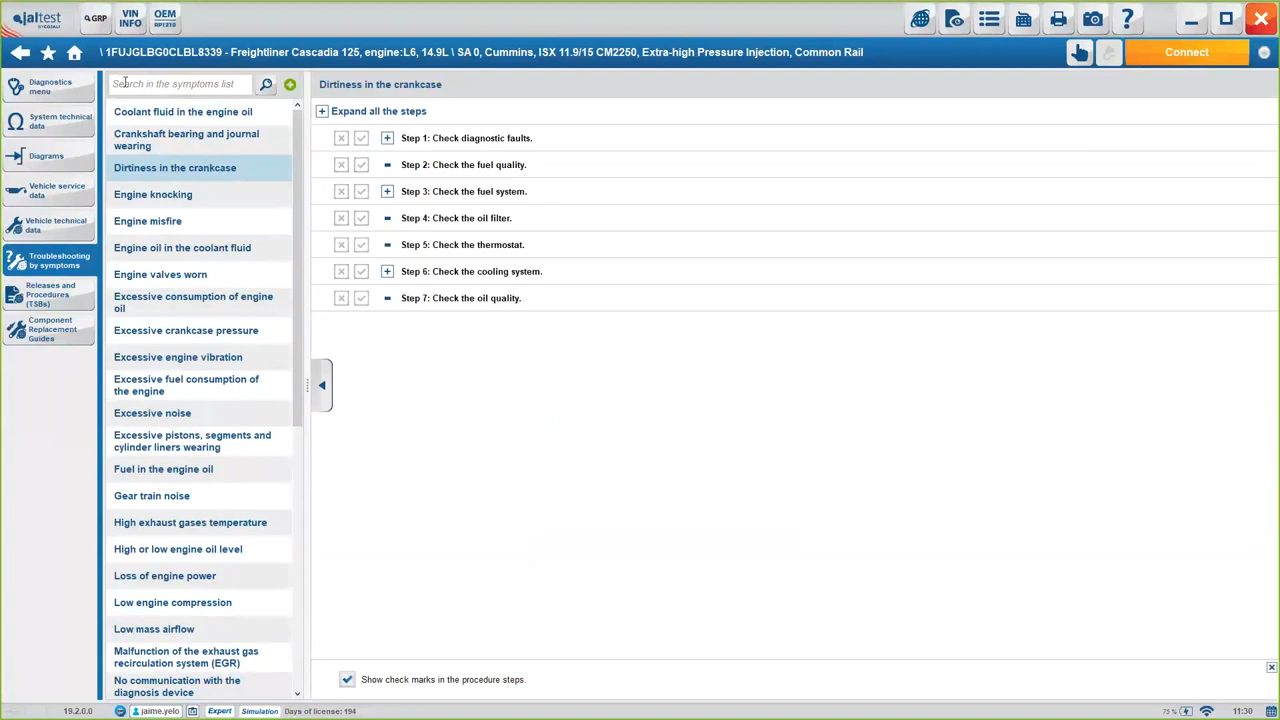 jaltest
BY COJALI
GRP
VIN
INFO
OEM
RP1210
?
\ 1FUJGLBG0CLBL8339 - Freightliner Cascadia 125, engine:L6, 14.9L \ SA 0, Cummins, ISX 11.9/15 CM2250, Extra-high Pressure Injection, Common Rail
Connect
Diagnostics
menu
System technical
data
Diagrams
Vehicle service
data
Vehicle technical
data
Troubleshooting
by symptoms
Releases and
Procedures
(TSBs)
Component
Replacement
Guides
Search in the symptoms list
Coolant fluid in the engine oil
Crankshaft bearing and journal
wearing
Dirtiness in the crankcase
Engine knocking
Engine misfire
Engine oil in the coolant fluid
Engine valves worn
Excessive consumption of engine
oil
Excessive crankcase pressure
Excessive engine vibration
Excessive fuel consumption of
the engine
Excessive noise
Excessive pistons, segments and
cylinder liners wearing
Fuel in the engine oil
Gear train noise
High exhaust gases temperature
High or low engine oil level
Loss of engine power
Low engine compression
Low mass airflow
Malfunction of the exhaust gas
recirculation system (EGR)
No communication with the
diagnosis device
Dirtiness in the crankcase
Expand all the steps
Step 1: Check diagnostic faults.
Step 2: Check the fuel quality.
Step 3: Check the fuel system.
Step 4: Check the oil filter.
Step 5: Check the thermostat.
Step 6: Check the cooling system.
Step 7: Check the oil quality.
Show check marks in the procedure steps.
19.2.0.0
jaime.yelo
Expert
Simulation
Days of license: 194
75 %
11:30